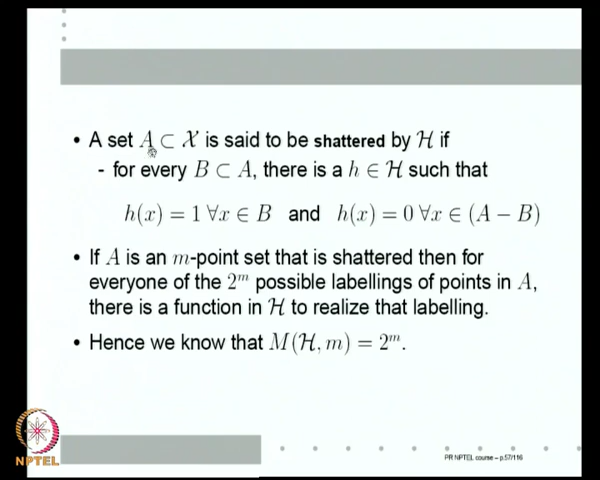 • A set A ⊂ 𝒳 is said to be shattered by ℋ if
- for every B ⊂ A, there is a h ∈ ℋ such that
h(x) = 1 ∀x ∈ B and h(x) = 0 ∀x ∈ (A − B)
• If A is an m-point set that is shattered then for
everyone of the 2^m possible labellings of points in A,
there is a function in ℋ to realize that labelling.
• Hence we know that M(ℋ, m) = 2^m.
NPTEL
PR NPTEL course – p.57/116